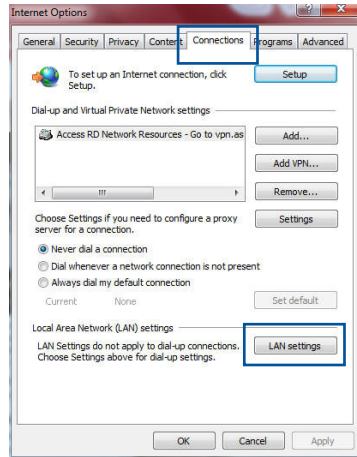 Internet Options
General Security Privacy Content Connections Programs Advanced
To set up an Internet connection, click
Setup.
Setup
Dial-up and Virtual Private Network settings
Access RD Network Resources - Go to vpn.as
Add...
Add VPN...
Remove...
Choose Settings if you need to configure a proxy
server for a connection.
Settings
Never dial a connection
Dial whenever a network connection is not present
Always dial my default connection
Current None
Set default
Local Area Network (LAN) settings
LAN Settings do not apply to dial-up connections.
Choose Settings above for dial-up settings.
LAN settings
OK Cancel Apply